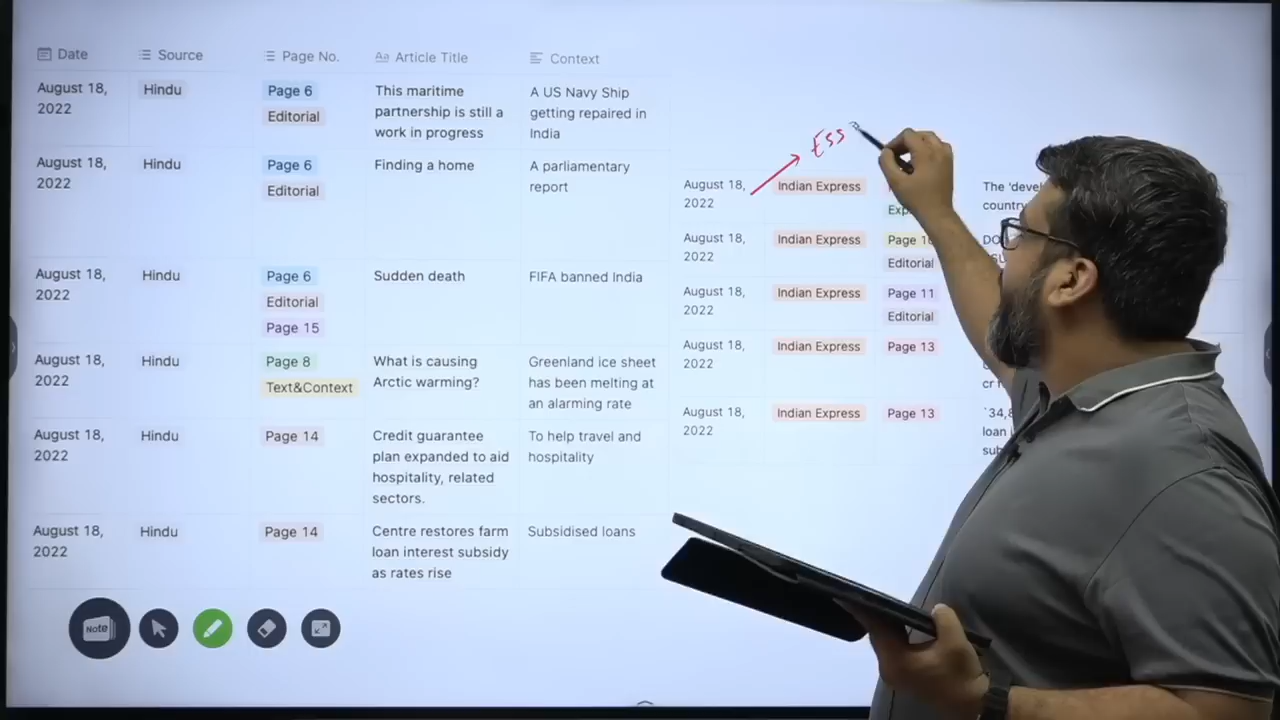 Date Source Page No. Aa Article Title Context
August 18, Hindu Page 6 This maritime A US Navy Ship
2022 Editorial partnership is still a getting repaired in
work in progress India
August 18, Hindu Page 6 Finding a home A parliamentary
2022 Editorial report
August 18, Hindu Page 6 Sudden death FIFA banned India
2022 Editorial
Page 15
August 18, Hindu Page 8 What is causing Greenland ice sheet
2022 Text&Context Arctic warming? has been melting at
an alarming rate
August 18, Hindu Page 14 Credit guarantee To help travel and
2022 plan expanded to aid hospitality
hospitality, related
sectors.
August 18, Hindu Page 14 Centre restores farm Subsidised loans
2022 loan interest subsidy
as rates rise
Ess
August 18, Indian Express The
2022 country
August 18, Indian Express Page
2022 Editorial
August 18, Indian Express Page 11
2022 Editorial
August 18, Indian Express Page 13
2022
cr
August 18, Indian Express Page 13
2022 loan
Note